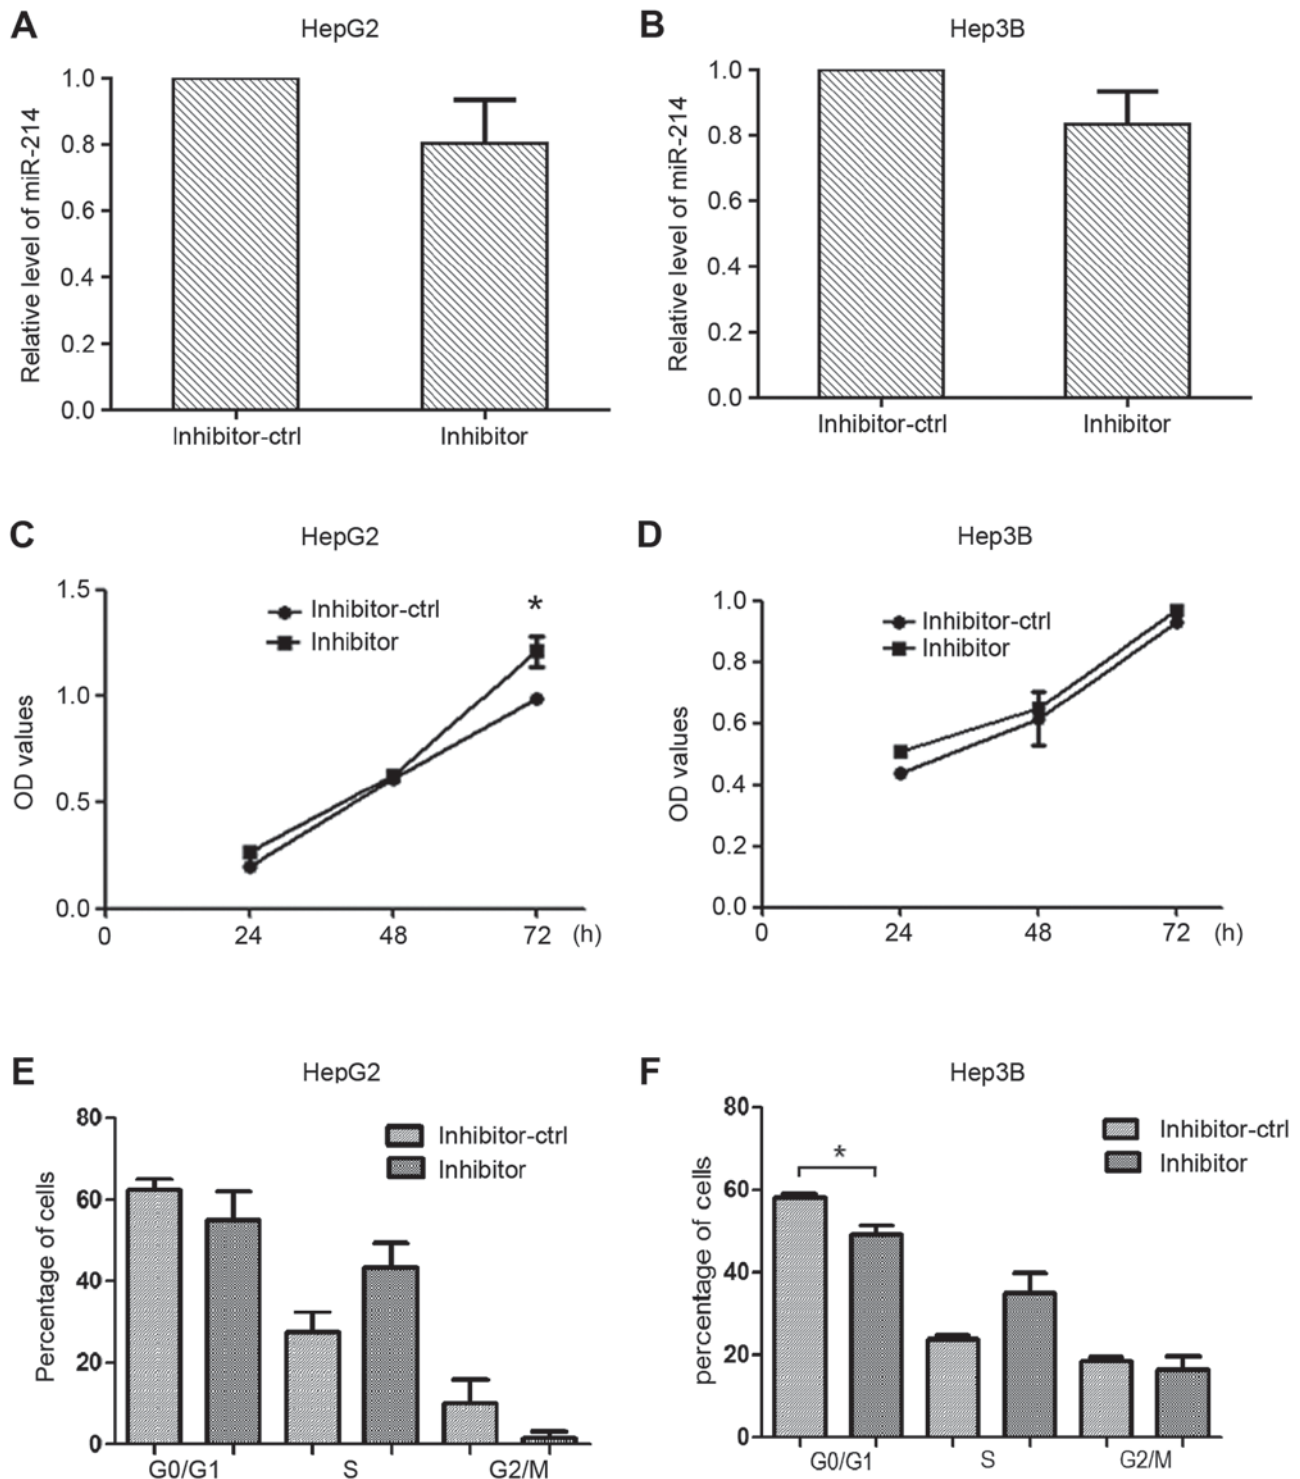 A
HepG2
Relative level of miR-214
1.0
0.8
0.6
0.4
0.2
0.0
Inhibitor-ctrl
Inhibitor
B
Hep3B
Relative level of miR-214
1.0
0.8
0.6
0.4
0.2
0.0
Inhibitor-ctrl
Inhibitor
C
HepG2
OD values
1.5
1.0
0.5
0.0
Inhibitor-ctrl
Inhibitor
*
0 24 48 72 (h)
D
Hep3B
OD values
1.0
0.8
0.6
0.4
0.2
0.0
Inhibitor-ctrl
Inhibitor
0 24 48 72 (h)
E
HepG2
Percentage of cells
80
60
40
20
0
Inhibitor-ctrl
Inhibitor
G0/G1 S G2/M
F
Hep3B
percentage of cells
80
60
40
20
0
*
Inhibitor-ctrl
Inhibitor
G0/G1 S G2/M